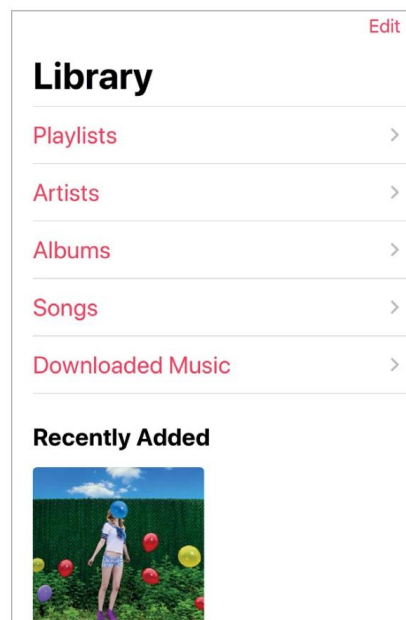 Edit
Library
Playlists
Artists
Albums
Songs
Downloaded Music
Recently Added